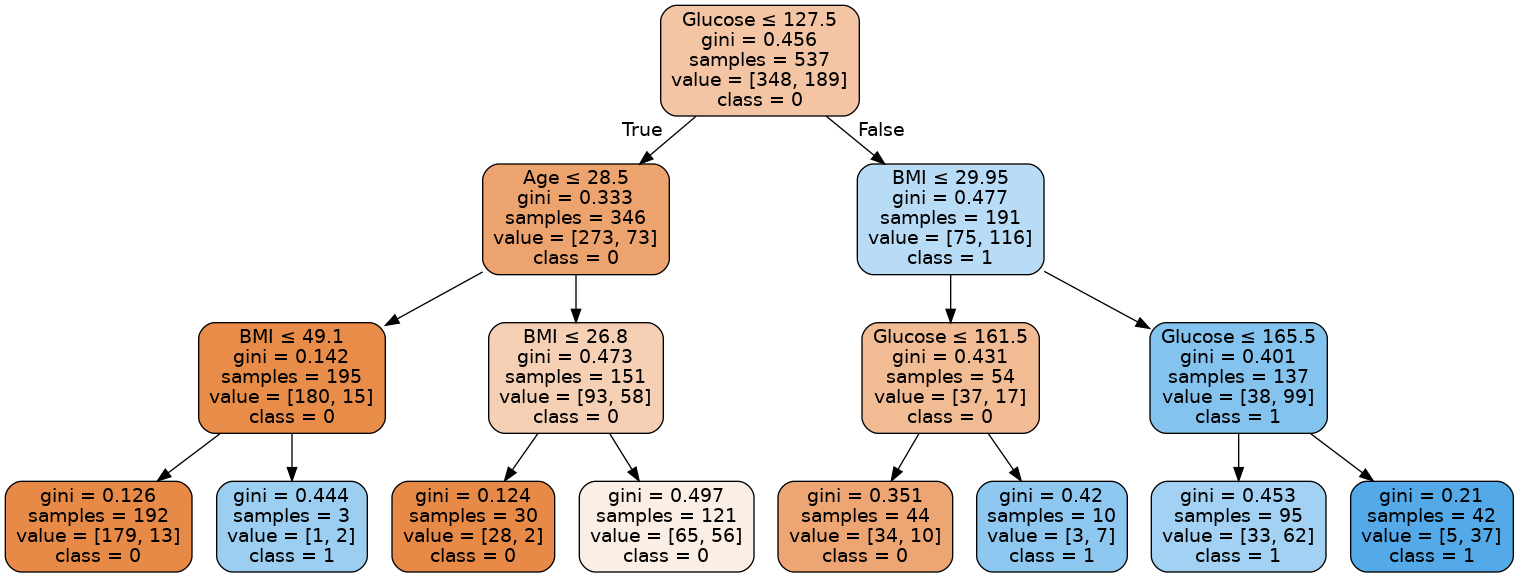 Glucose ≤ 127.5
gini = 0.456
samples = 537
value = [348, 189]
class = 0
True
False
Age ≤ 28.5
gini = 0.333
samples = 346
value = [273, 73]
class = 0
BMI ≤ 29.95
gini = 0.477
samples = 191
value = [75, 116]
class = 1
BMI ≤ 49.1
gini = 0.142
samples = 195
value = [180, 15]
class = 0
BMI ≤ 26.8
gini = 0.473
samples = 151
value = [93, 58]
class = 0
Glucose ≤ 161.5
gini = 0.431
samples = 54
value = [37, 17]
class = 0
Glucose ≤ 165.5
gini = 0.401
samples = 137
value = [38, 99]
class = 1
gini = 0.126
samples = 192
value = [179, 13]
class = 0
gini = 0.444
samples = 3
value = [1, 2]
class = 1
gini = 0.124
samples = 30
value = [28, 2]
class = 0
gini = 0.497
samples = 121
value = [65, 56]
class = 0
gini = 0.351
samples = 44
value = [34, 10]
class = 0
gini = 0.42
samples = 10
value = [3, 7]
class = 1
gini = 0.453
samples = 95
value = [33, 62]
class = 1
gini = 0.21
samples = 42
value = [5, 37]
class = 1